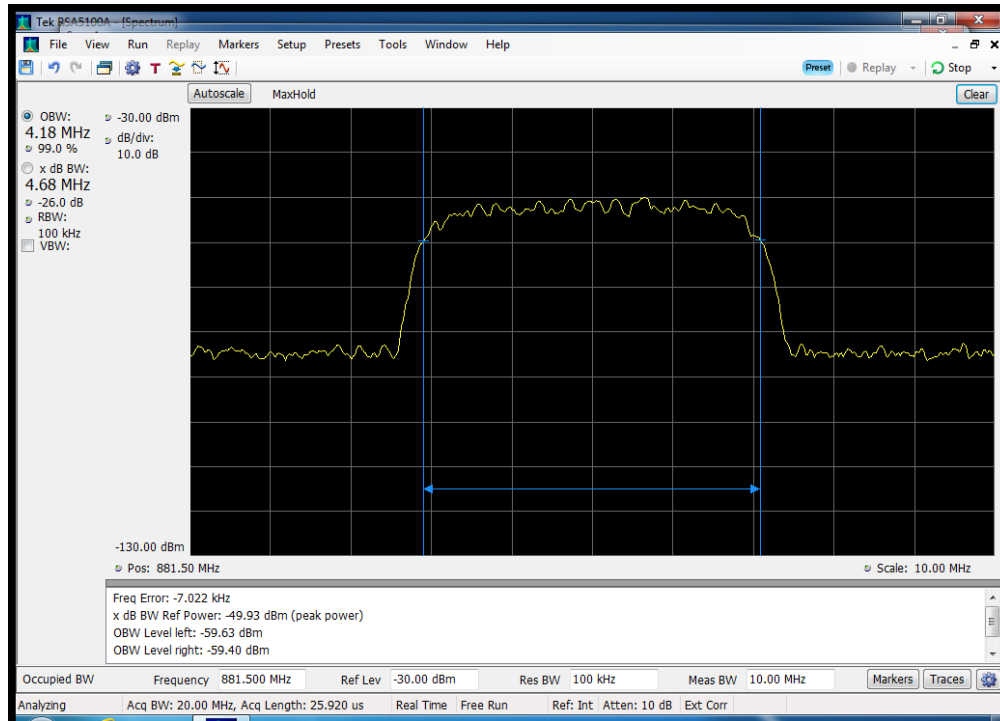 Tek RSA5100A - [Spectrum]
File View Run Replay Markers Setup Presets Tools Window Help
T Preset Replay Stop
Autoscale MaxHold Clear
OBW:
4.18 MHz
99.0 %
x dB BW:
4.68 MHz
-26.0 dB
RBW:
100 kHz
VBW:
-30.00 dBm
dB/div:
10.0 dB
-130.00 dBm
Pos: 881.50 MHz Scale: 10.00 MHz
Freq Error: -7.022 kHz
x dB BW Ref Power: -49.93 dBm (peak power)
OBW Level left: -59.63 dBm
OBW Level right: -59.40 dBm
Occupied BW Frequency 881.500 MHz Ref Lev -30.00 dBm Res BW 100 kHz Meas BW 10.00 MHz Markers Traces
Analyzing Acq BW: 20.00 MHz, Acq Length: 25.920 us Real Time Free Run Ref: Int Atten: 10 dB Ext Corr